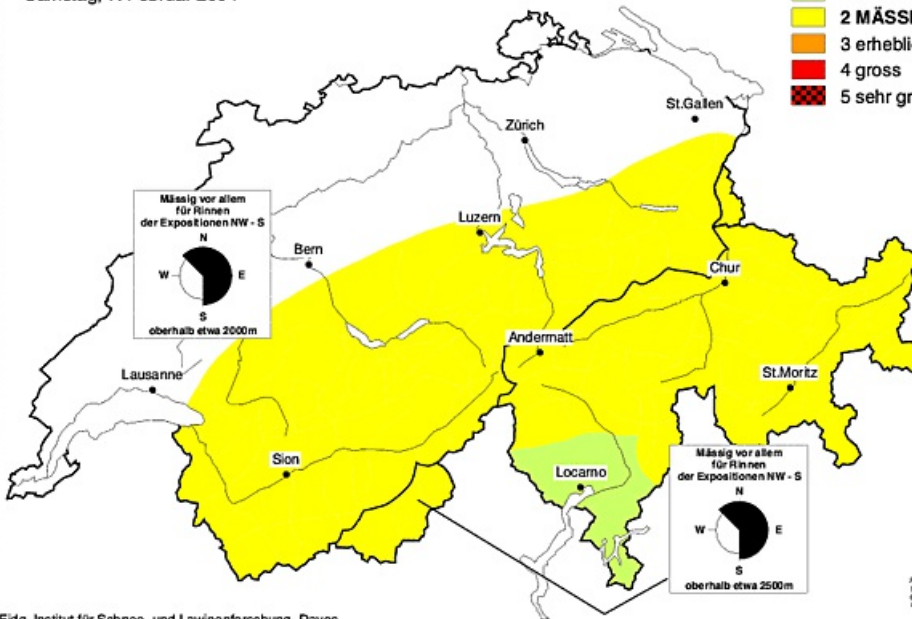 2 MÄSSI
3 erheblic
4 gross
5 sehr gr
St.Gallen
Zürich
Mässig vor allem
für Rinnen
der Expositionen NW - S
N
W
E
S
oberhalb etwa 2000m
Luzern
Bern
Chur
Andermatt
Lausanne
St.Moritz
Sion
Locarno
Mässig vor allem
für Rinnen
der Expositionen NW - S
N
W
E
S
oberhalb etwa 2500m